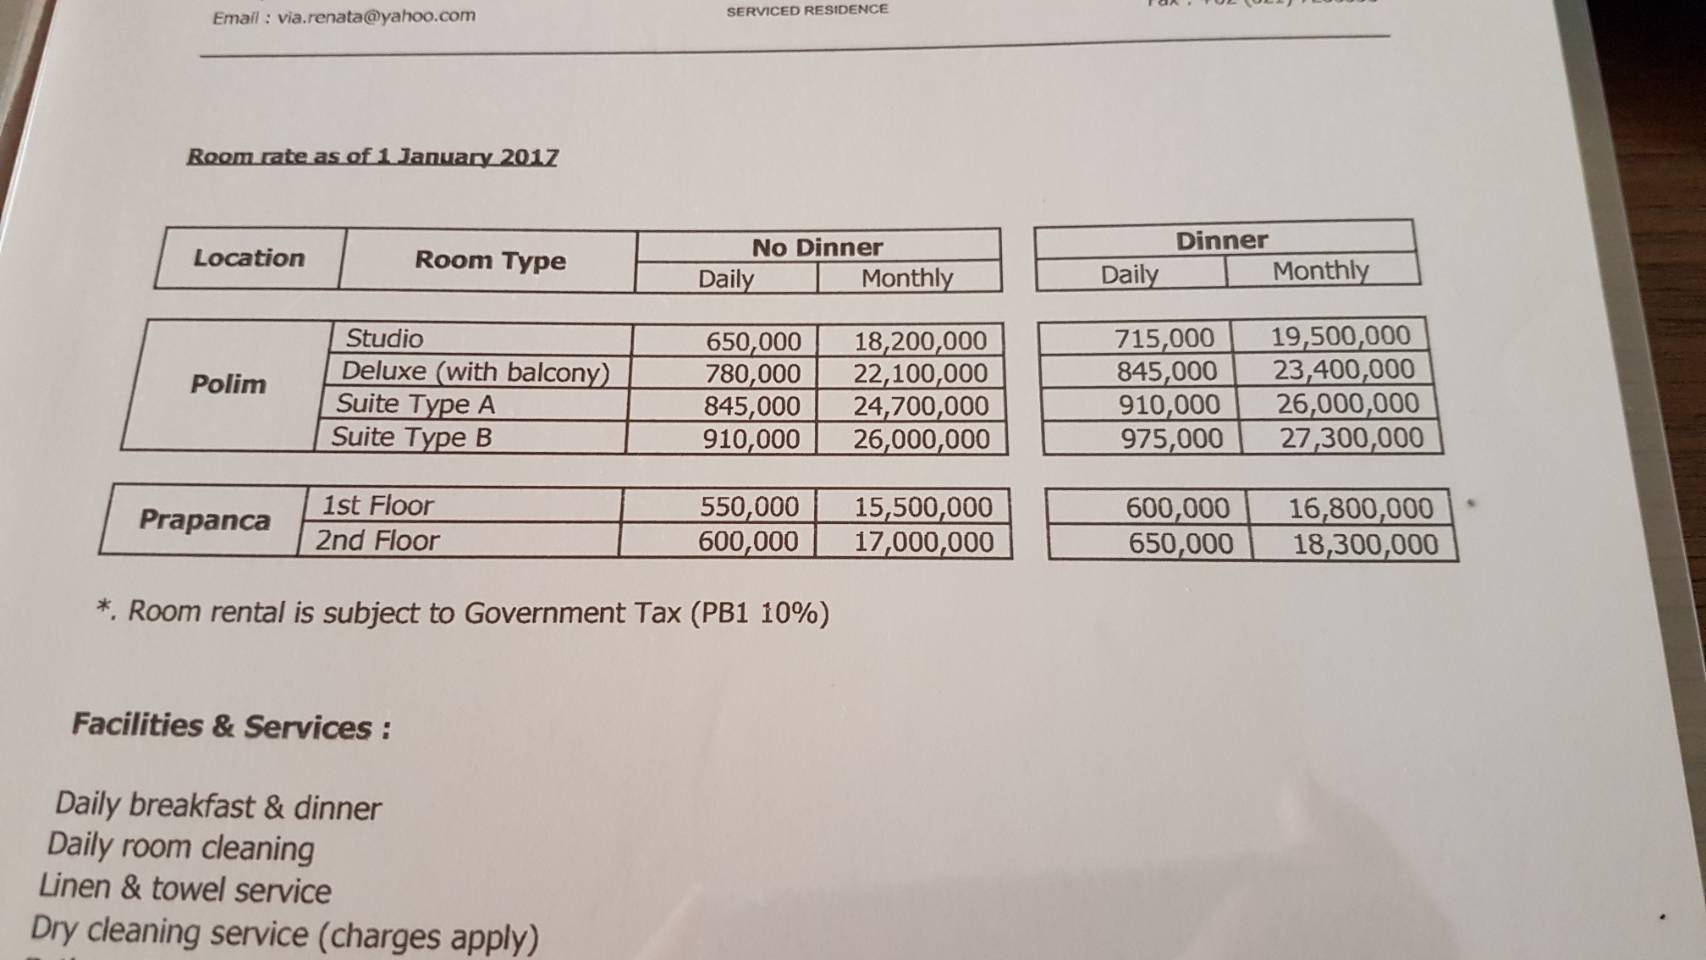 Email : via.renata@yahoo.com
SERVICED RESIDENCE
Room rate as of 1 January 2017
Location Room Type No Dinner Dinner
Daily Monthly Daily Monthly
Polim
Studio 650,000 18,200,000 715,000 19,500,000
Deluxe (with balcony) 780,000 22,100,000 845,000 23,400,000
Suite Type A 845,000 24,700,000 910,000 26,000,000
Suite Type B 910,000 26,000,000 975,000 27,300,000
Prapanca
1st Floor 550,000 15,500,000 600,000 16,800,000
2nd Floor 600,000 17,000,000 650,000 18,300,000
*. Room rental is subject to Government Tax (PB1 10%)
Facilities & Services :
Daily breakfast & dinner
Daily room cleaning
Linen & towel service
Dry cleaning service (charges apply)